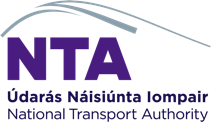 NTA
Údarás Náisiúnta Iompair
National Transport Authority